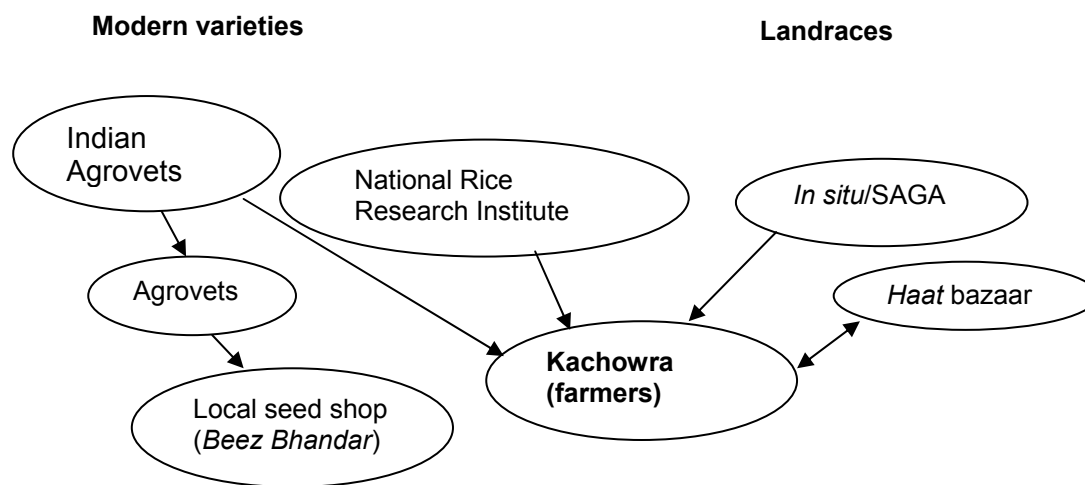 Modern varieties
Landraces
Indian
Agrovets
National Rice
Research Institute
In situ/SAGA
Agrovets
Haat bazaar
Kachowra
(farmers)
Local seed shop
(Beez Bhandar)